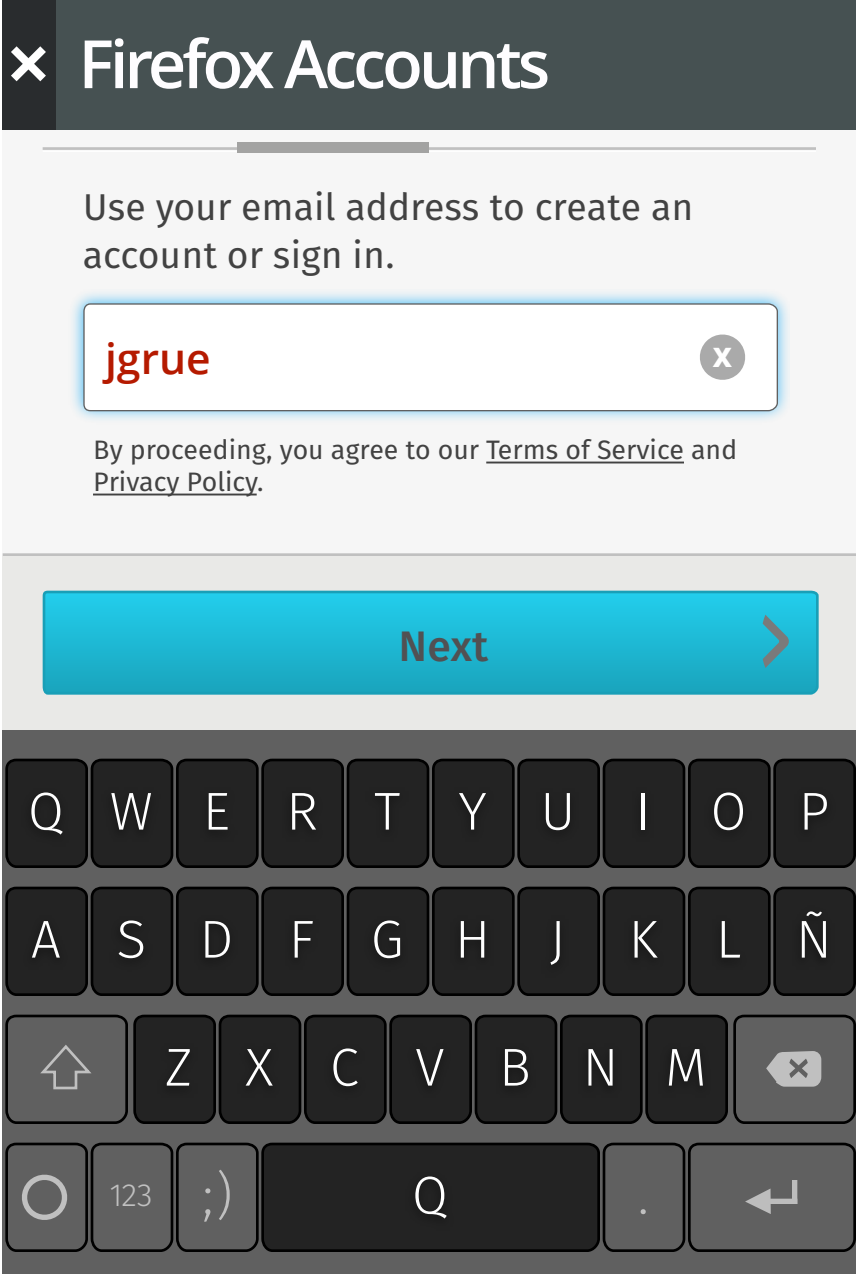 Firefox Accounts
Use your email address to create an
account or sign in.
jgrue
x
By proceeding, you agree to our Terms of Service and
Privacy Policy.
Next
Q W E R T Y U I O P
A S D F G H J K L Ñ
Z X C V B N M
123 ;) Q .